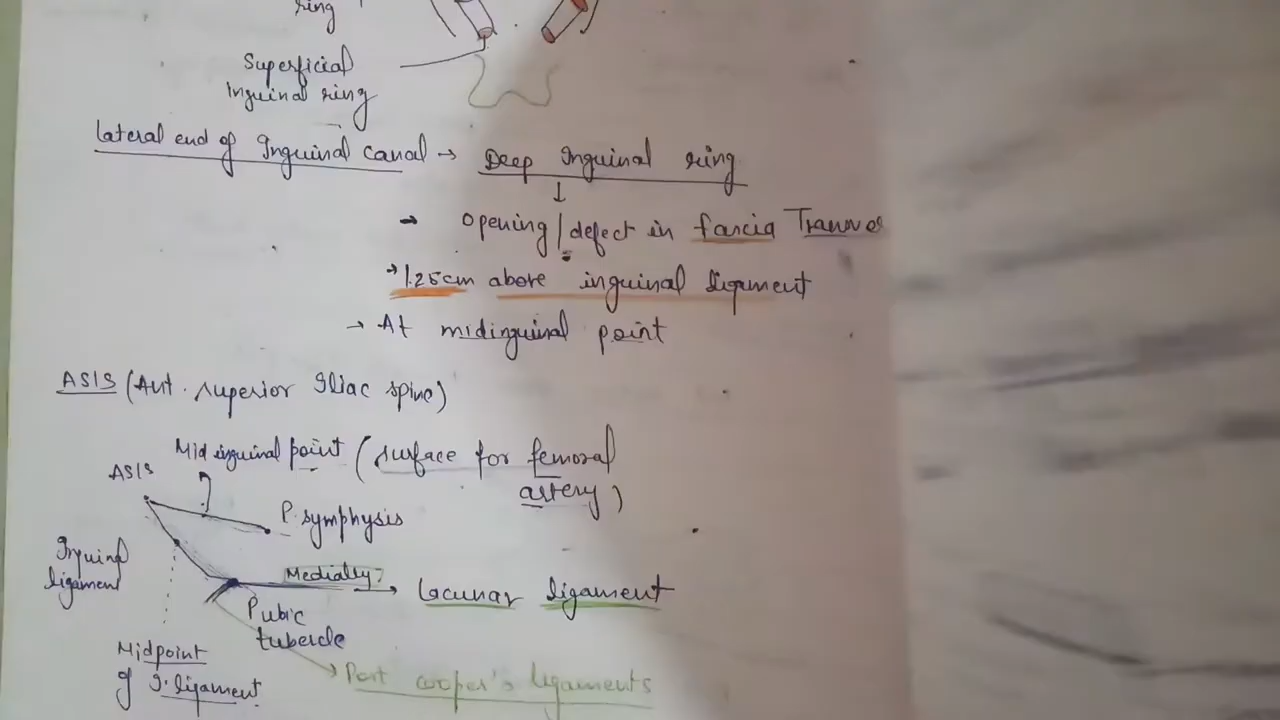 ring
Superficial
Inguinal ring
Lateral end of Inguinal canal → Deep Inguinal ring
↓
→ Opening/defect in fascia
→ 1.25cm above inguinal ligament
→ At midinguinal point
ASIS (Ant. superior Iliac spine)
Mid inguinal point (surface for femoral
artery)
ASIS
P. symphysis
Inguinal
ligament
Medially → Lacunar ligament
Pubic
tubercle
Midpoint
of I. ligament
→ Post cooper's ligaments